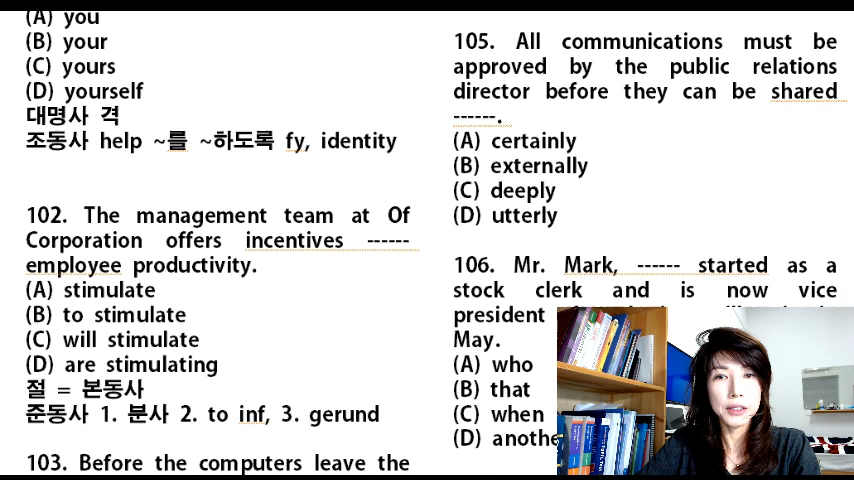 (A) you
(B) your
(C) yours
(D) yourself
대명사 격
조동사 help ~를 ~하도록 fy, identity
102. The management team at Of
Corporation offers incentives ------
employee productivity.
(A) stimulate
(B) to stimulate
(C) will stimulate
(D) are stimulating
절 = 본동사
준동사 1. 분사 2. to inf, 3. gerund
103. Before the computers leave the
105. All communications must be
approved by the public relations
director before they can be shared
------.
(A) certainly
(B) externally
(C) deeply
(D) utterly
106. Mr. Mark, ------ started as a
stock clerk and is now vice
president
May.
(A) who
(B) that
(C) when
(D)